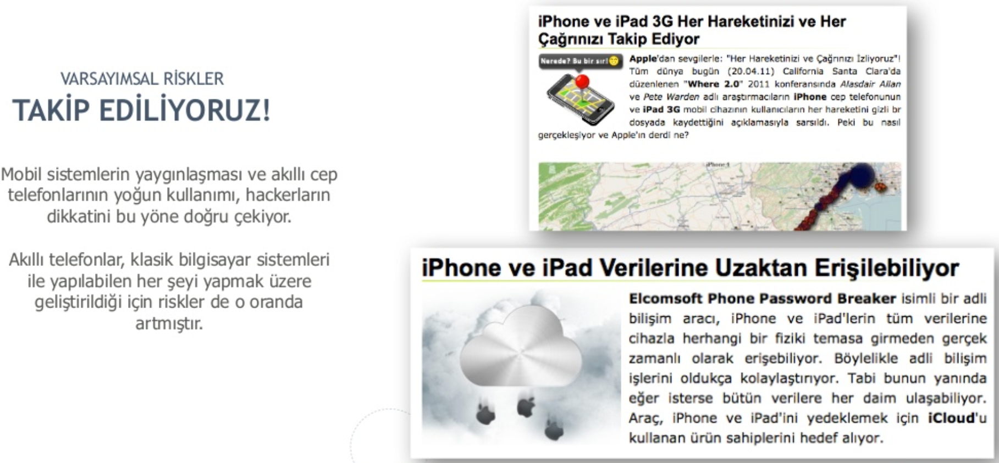 VARSAYIMSAL RİSKLER
TAKİP EDİLİYORUZ!
Mobil sistemlerin yaygınlaşması ve akıllı cep
telefonlarının yoğun kullanımı, hackerların
dikkatini bu yöne doğru çekiyor.
Akıllı telefonlar, klasik bilgisayar sistemleri
ile yapılabilen her şeyi yapmak üzere
geliştirildiği için riskler de o oranda
artmıştır.
iPhone ve iPad 3G Her Hareketinizi ve Her
Çağrınızı Takip Ediyor
Nerede? Bu bir sır!
Apple'dan sevgilerle: "Her Hareketinizi ve Çağrınızı İzliyoruz"!
Tüm dünya bugün (20.04.11) California Santa Clara'da
düzenlenen "Where 2.0" 2011 konferansında Alasdair Allan
ve Pete Warden adlı araştırmacıların iPhone cep telefonunun
ve iPad 3G mobil cihazının kullanıcıların her hareketini gizli br
dosyada kaydettiğini açıklamasıyla sarsıldı. Peki bu nasıl
gerçekleşiyor ve Apple'ın derdi ne?
iPhone 4
iPhone ve iPad Verilerine Uzaktan Erişilebiliyor
Elcomsoft Phone Password Breaker isimli bir adli
bilişim aracı, iPhone ve iPad'lerin tüm verilerine
cihazla herhangi bir fiziki temasa girmeden gerçek
zamanlı olarak erişebiliyor. Böylelikle adli bilişim
işlerini oldukça kolaylaştırıyor. Tabi bunun yanında
eğer isterse bütün verilere her daim ulaşabiliyor.
Araç, iPhone ve iPad'ini yedeklemek için iCloud'u
kullanan ürün sahiplerini hedef alıyor.